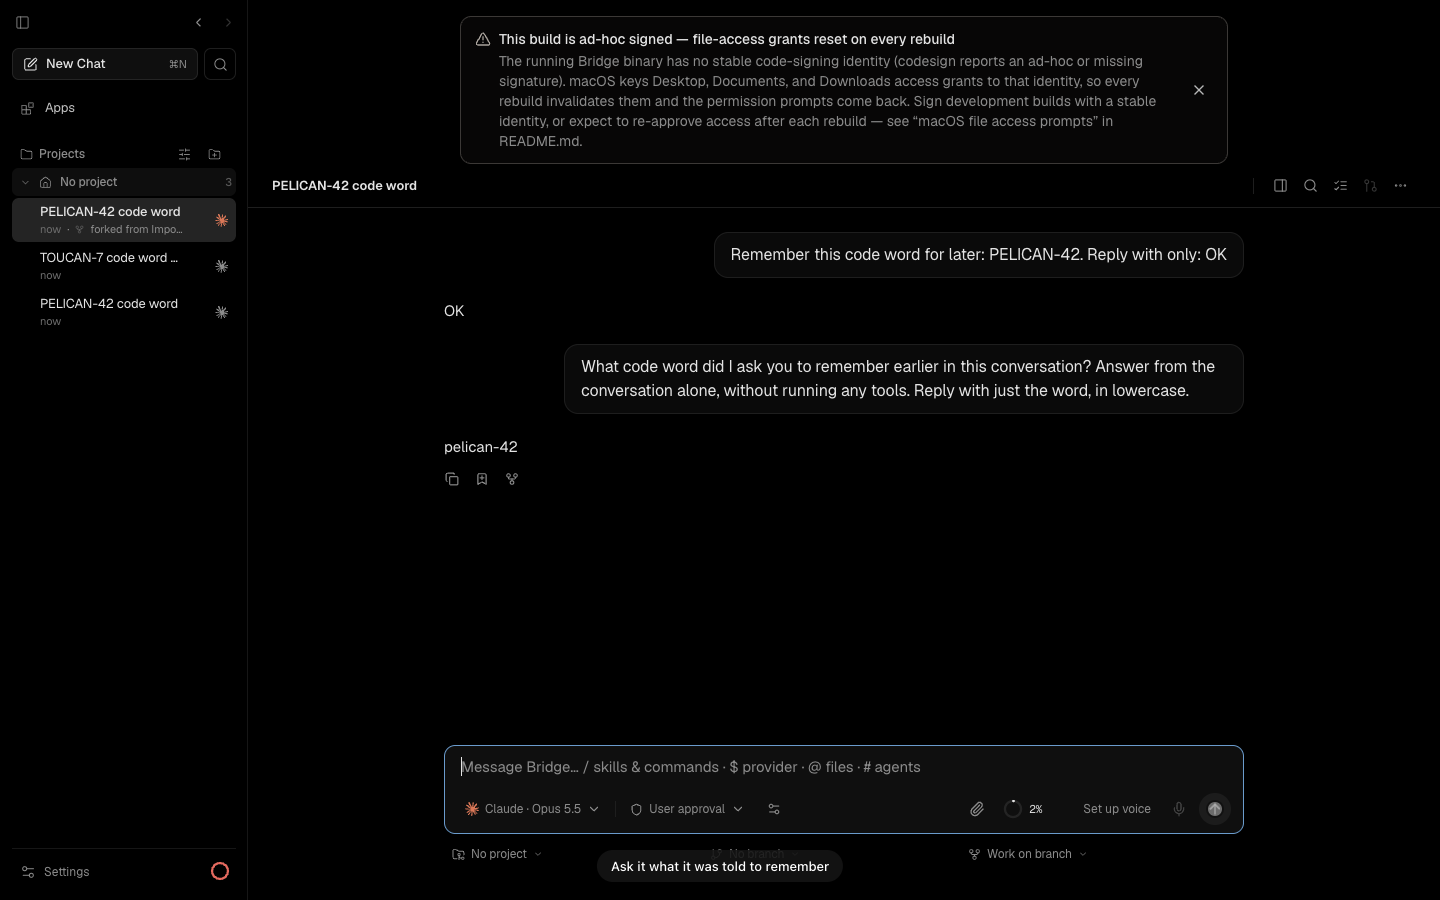 This build is ad-hoc signed — file-access grants reset on every rebuild
The running Bridge binary has no stable code-signing identity (codesign reports an ad-hoc or missing
signature). macOS keys Desktop, Documents, and Downloads access grants to that identity, so every
rebuild invalidates them and the permission prompts come back. Sign development builds with a stable
identity, or expect to re-approve access after each rebuild — see “macOS file access prompts” in
README.md.
New Chat ⌘N
Apps
Projects
No project 3
PELICAN-42 code word
now · forked from Impo...
TOUCAN-7 code word ...
now
PELICAN-42 code word
now
Settings
PELICAN-42 code word
Remember this code word for later: PELICAN-42. Reply with only: OK
OK
What code word did I ask you to remember earlier in this conversation? Answer from the
conversation alone, without running any tools. Reply with just the word, in lowercase.
pelican-42
Message Bridge... / skills & commands · $ provider · @ files · # agents
Claude · Opus 5.5 User approval 2% Set up voice
No project No branch Work on branch
Ask it what it was told to remember